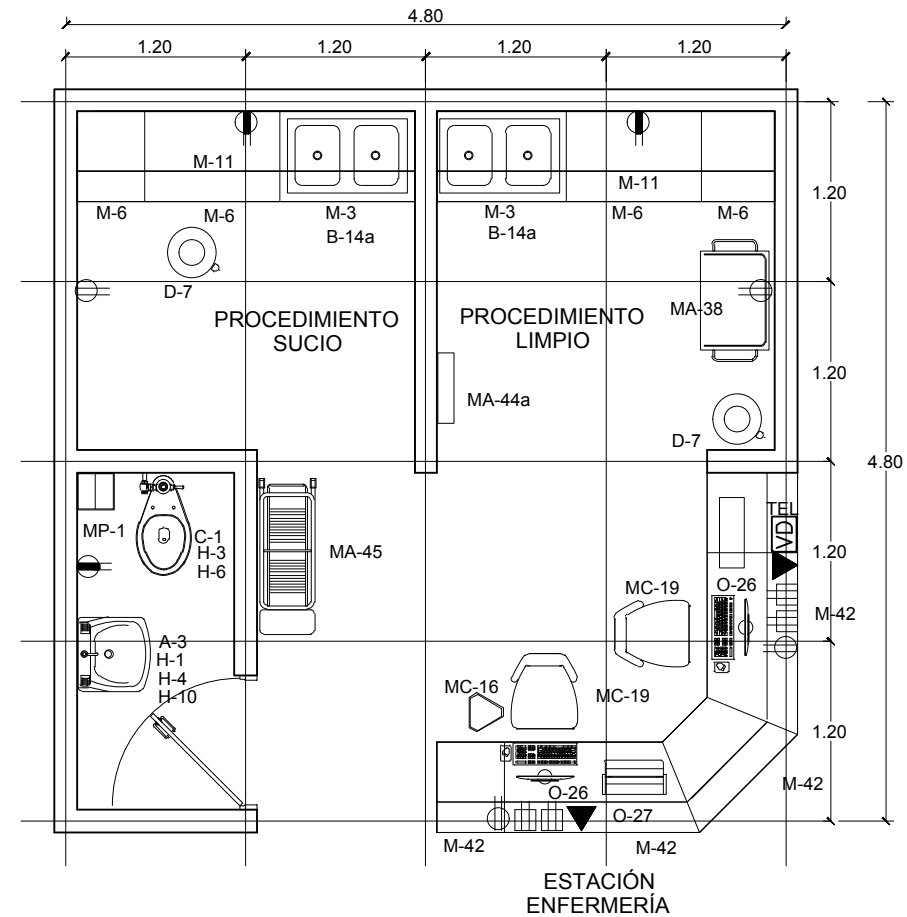 4.80
1.20
1.20
1.20
1.20
M-11
M-11
1.20
M-6
M-6
M-3
M-3
M-6
M-6
B-14a
B-14a
D-7
MA-38
PROCEDIMIENTO
SUCIO
PROCEDIMIENTO
LIMPIO
1.20
MA-44a
D-7
4.80
MP-1
C-1
H-3
H-6
MA-45
TEL
VD
1.20
O-26
MC-19
M-42
A-3
H-1
H-4
H-10
MC-16
MC-19
1.20
O-26
M-42
O-27
M-42
M-42
ESTACIÓN
ENFERMERÍA